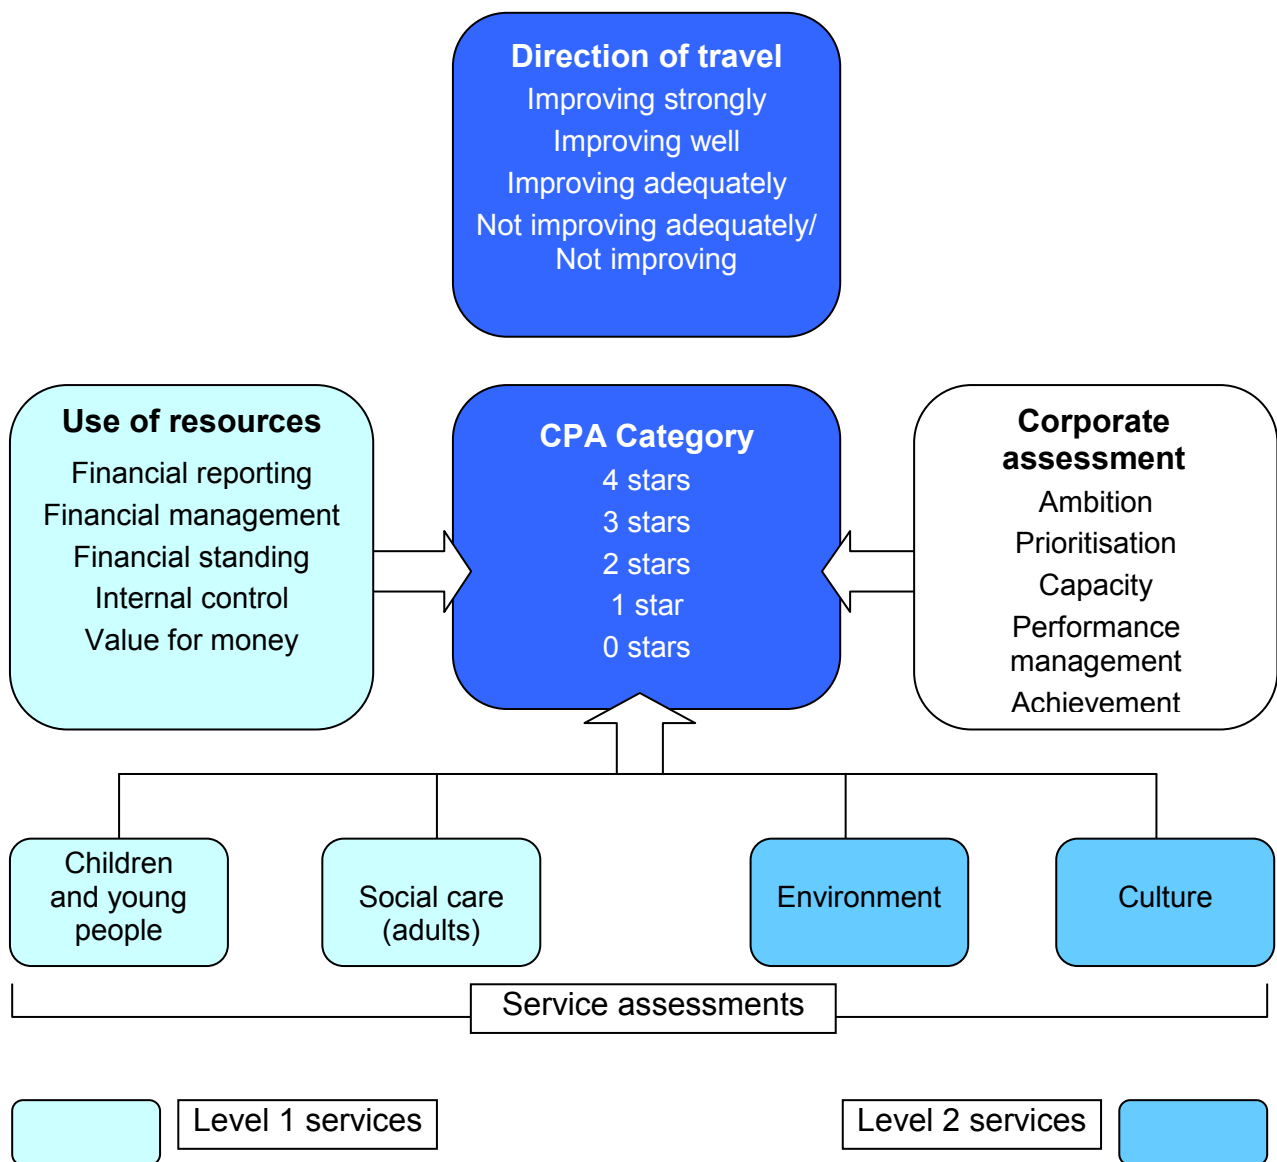 Direction of travel
Improving strongly
Improving well
Improving adequately
Not improving adequately/
Not improving
Use of resources
Financial reporting
Financial management
Financial standing
Internal control
Value for money
CPA Category
4 stars
3 stars
2 stars
1 star
0 stars
Corporate
assessment
Ambition
Prioritisation
Capacity
Performance
management
Achievement
Children
and young
people
Social care
(adults)
Environment
Culture
Service assessments
Level 1 services
Level 2 services